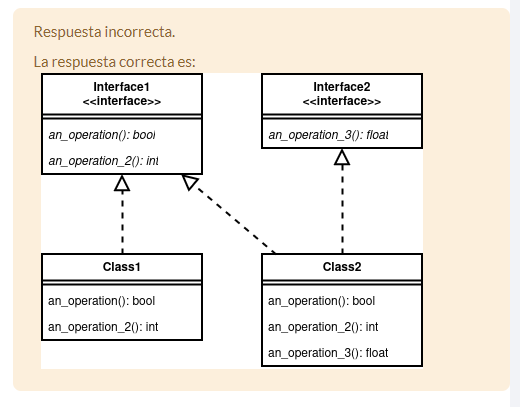 Respuesta incorrecta.
La respuesta correcta es:
Interface1
<<interface>>
an_operation(): bool
an_operation_2(): int
Interface2
<<interface>>
an_operation_3(): float
Class1
an_operation(): bool
an_operation_2(): int
Class2
an_operation(): bool
an_operation_2(): int
an_operation_3(): float